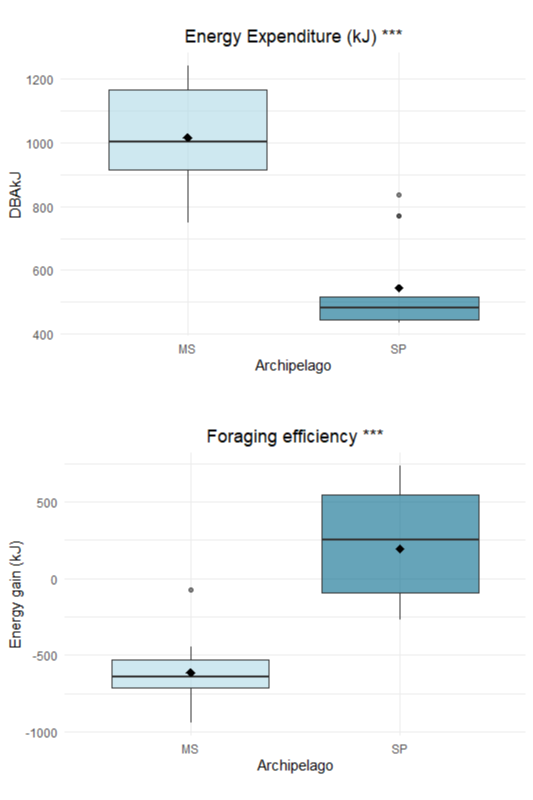 Energy Expenditure (kJ) ***
1200
1000
800
600
400
DBAkJ
MS SP
Archipelago
Foraging efficiency ***
500
0
-500
-1000
Energy gain (kJ)
MS SP
Archipelago